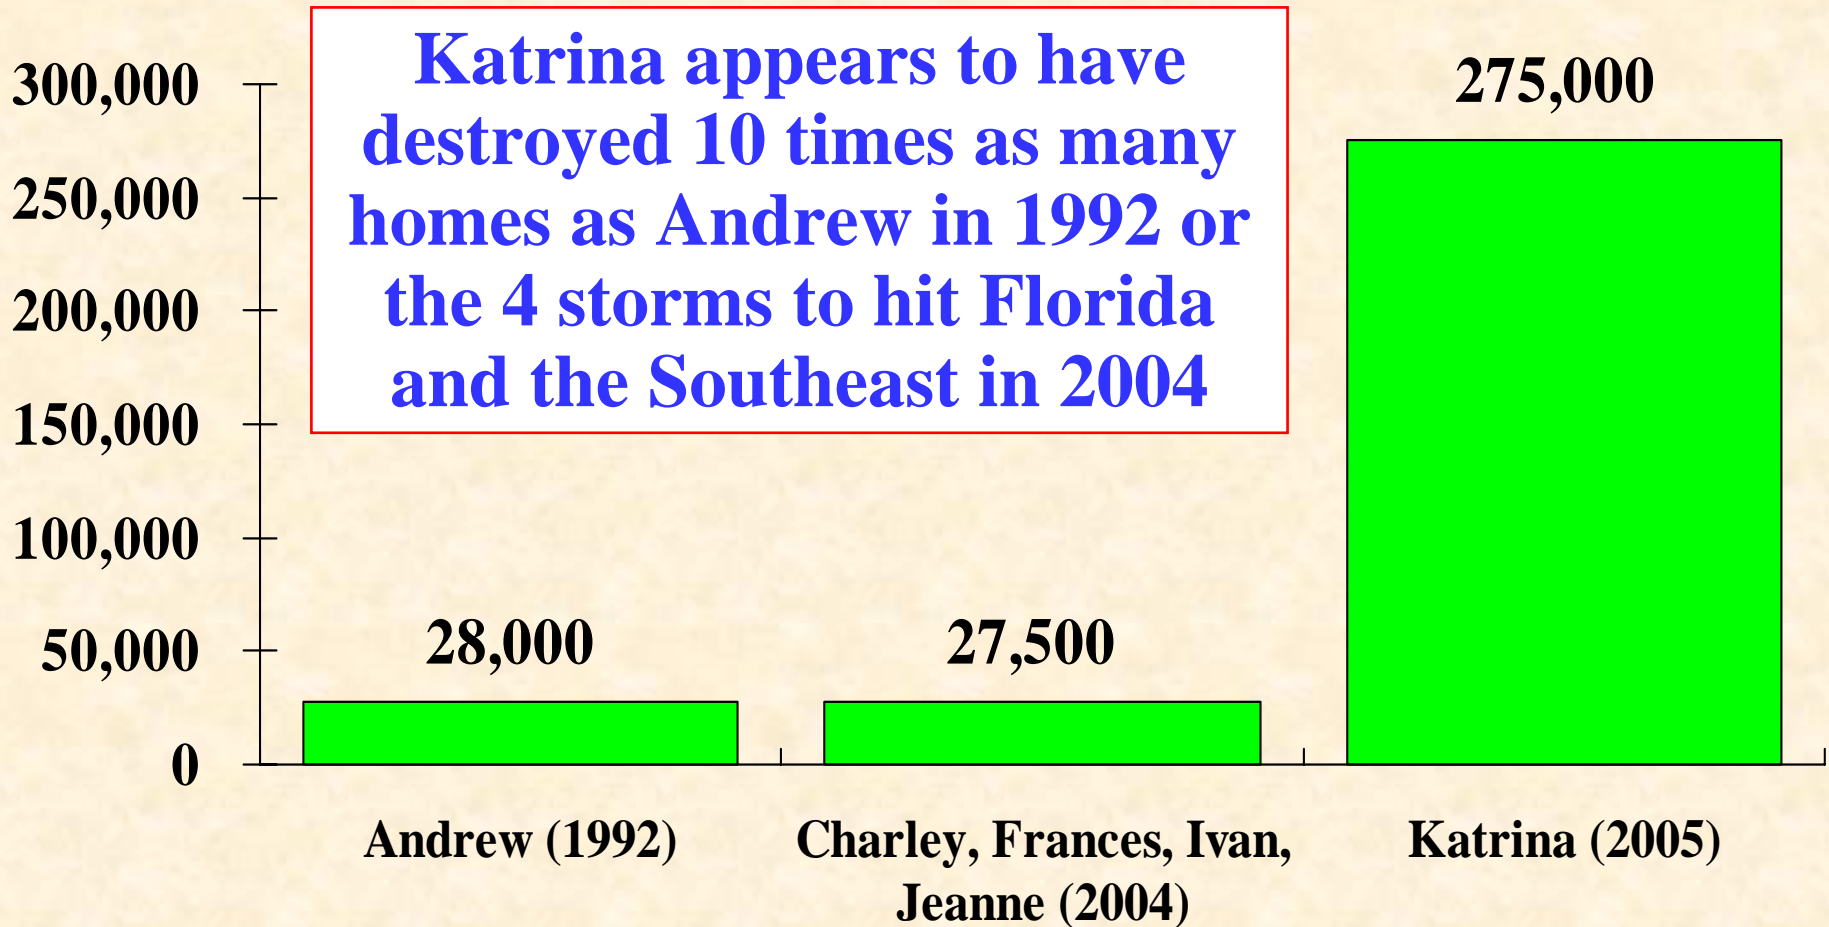 Katrina appears to have
destroyed 10 times as many
homes as Andrew in 1992 or
the 4 storms to hit Florida
and the Southeast in 2004
300,000
250,000
200,000
150,000
100,000
50,000
0
28,000
27,500
275,000
Andrew (1992)
Charley, Frances, Ivan,
Jeanne (2004)
Katrina (2005)